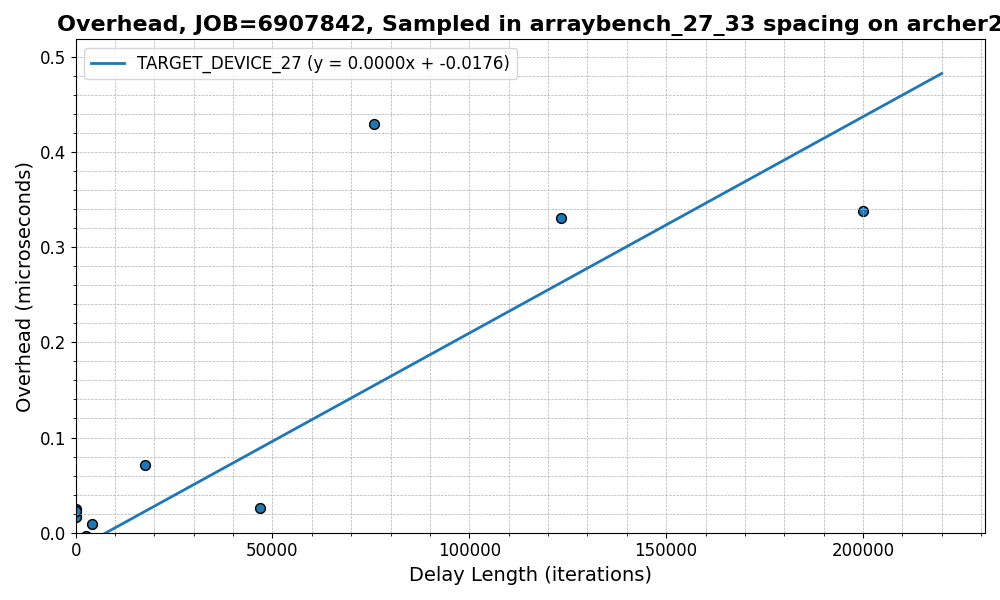 Overhead, JOB=6907842, Sampled in arraybench_27_33 spacing on archer2
TARGET_DEVICE_27 (y = 0.0000x + -0.0176)
0.5
0.4
0.3
0.2
0.1
0.0
Overhead (microseconds)
0 50000 100000 150000 200000
Delay Length (iterations)